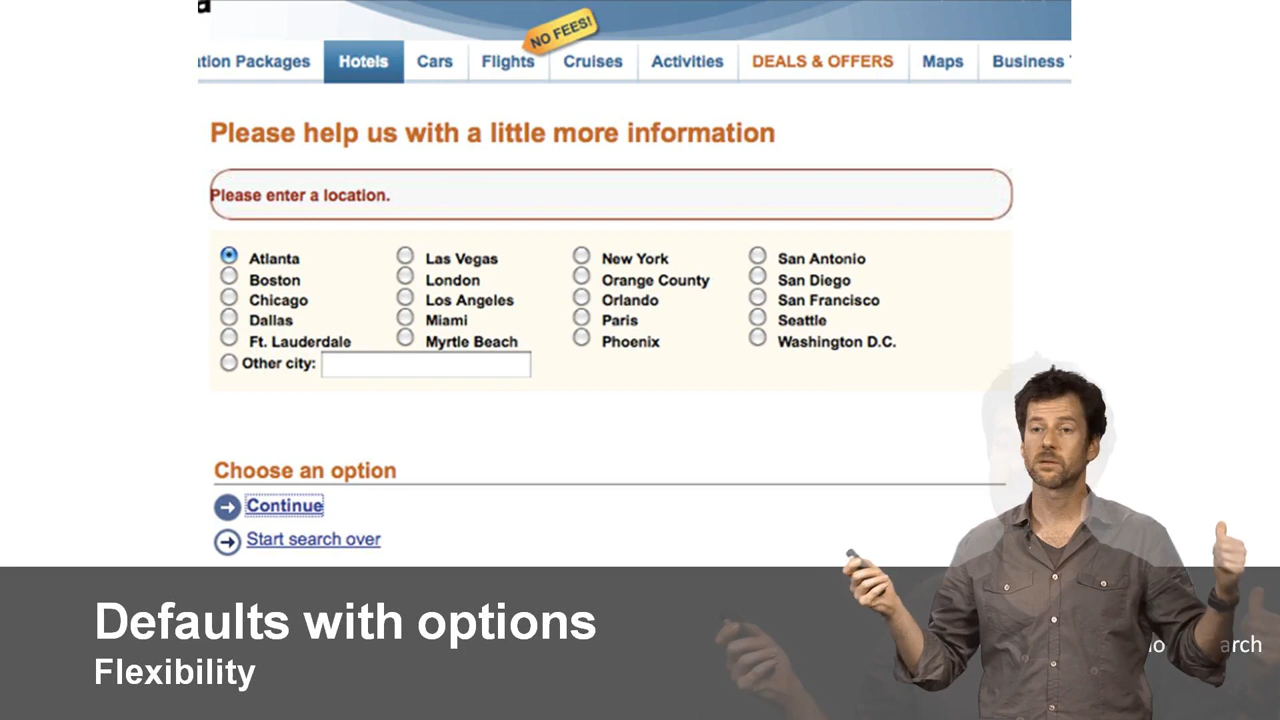 NO FEES!
tion Packages Hotels Cars Flights Cruises Activities DEALS & OFFERS Maps Business
Please help us with a little more information
Please enter a location.
Atlanta Las Vegas New York San Antonio
Boston London Orange County San Diego
Chicago Los Angeles Orlando San Francisco
Dallas Miami Paris Seattle
Ft. Lauderdale Myrtle Beach Phoenix Washington D.C.
Other city:
Choose an option
Continue
Start search over
Defaults with options
Flexibility